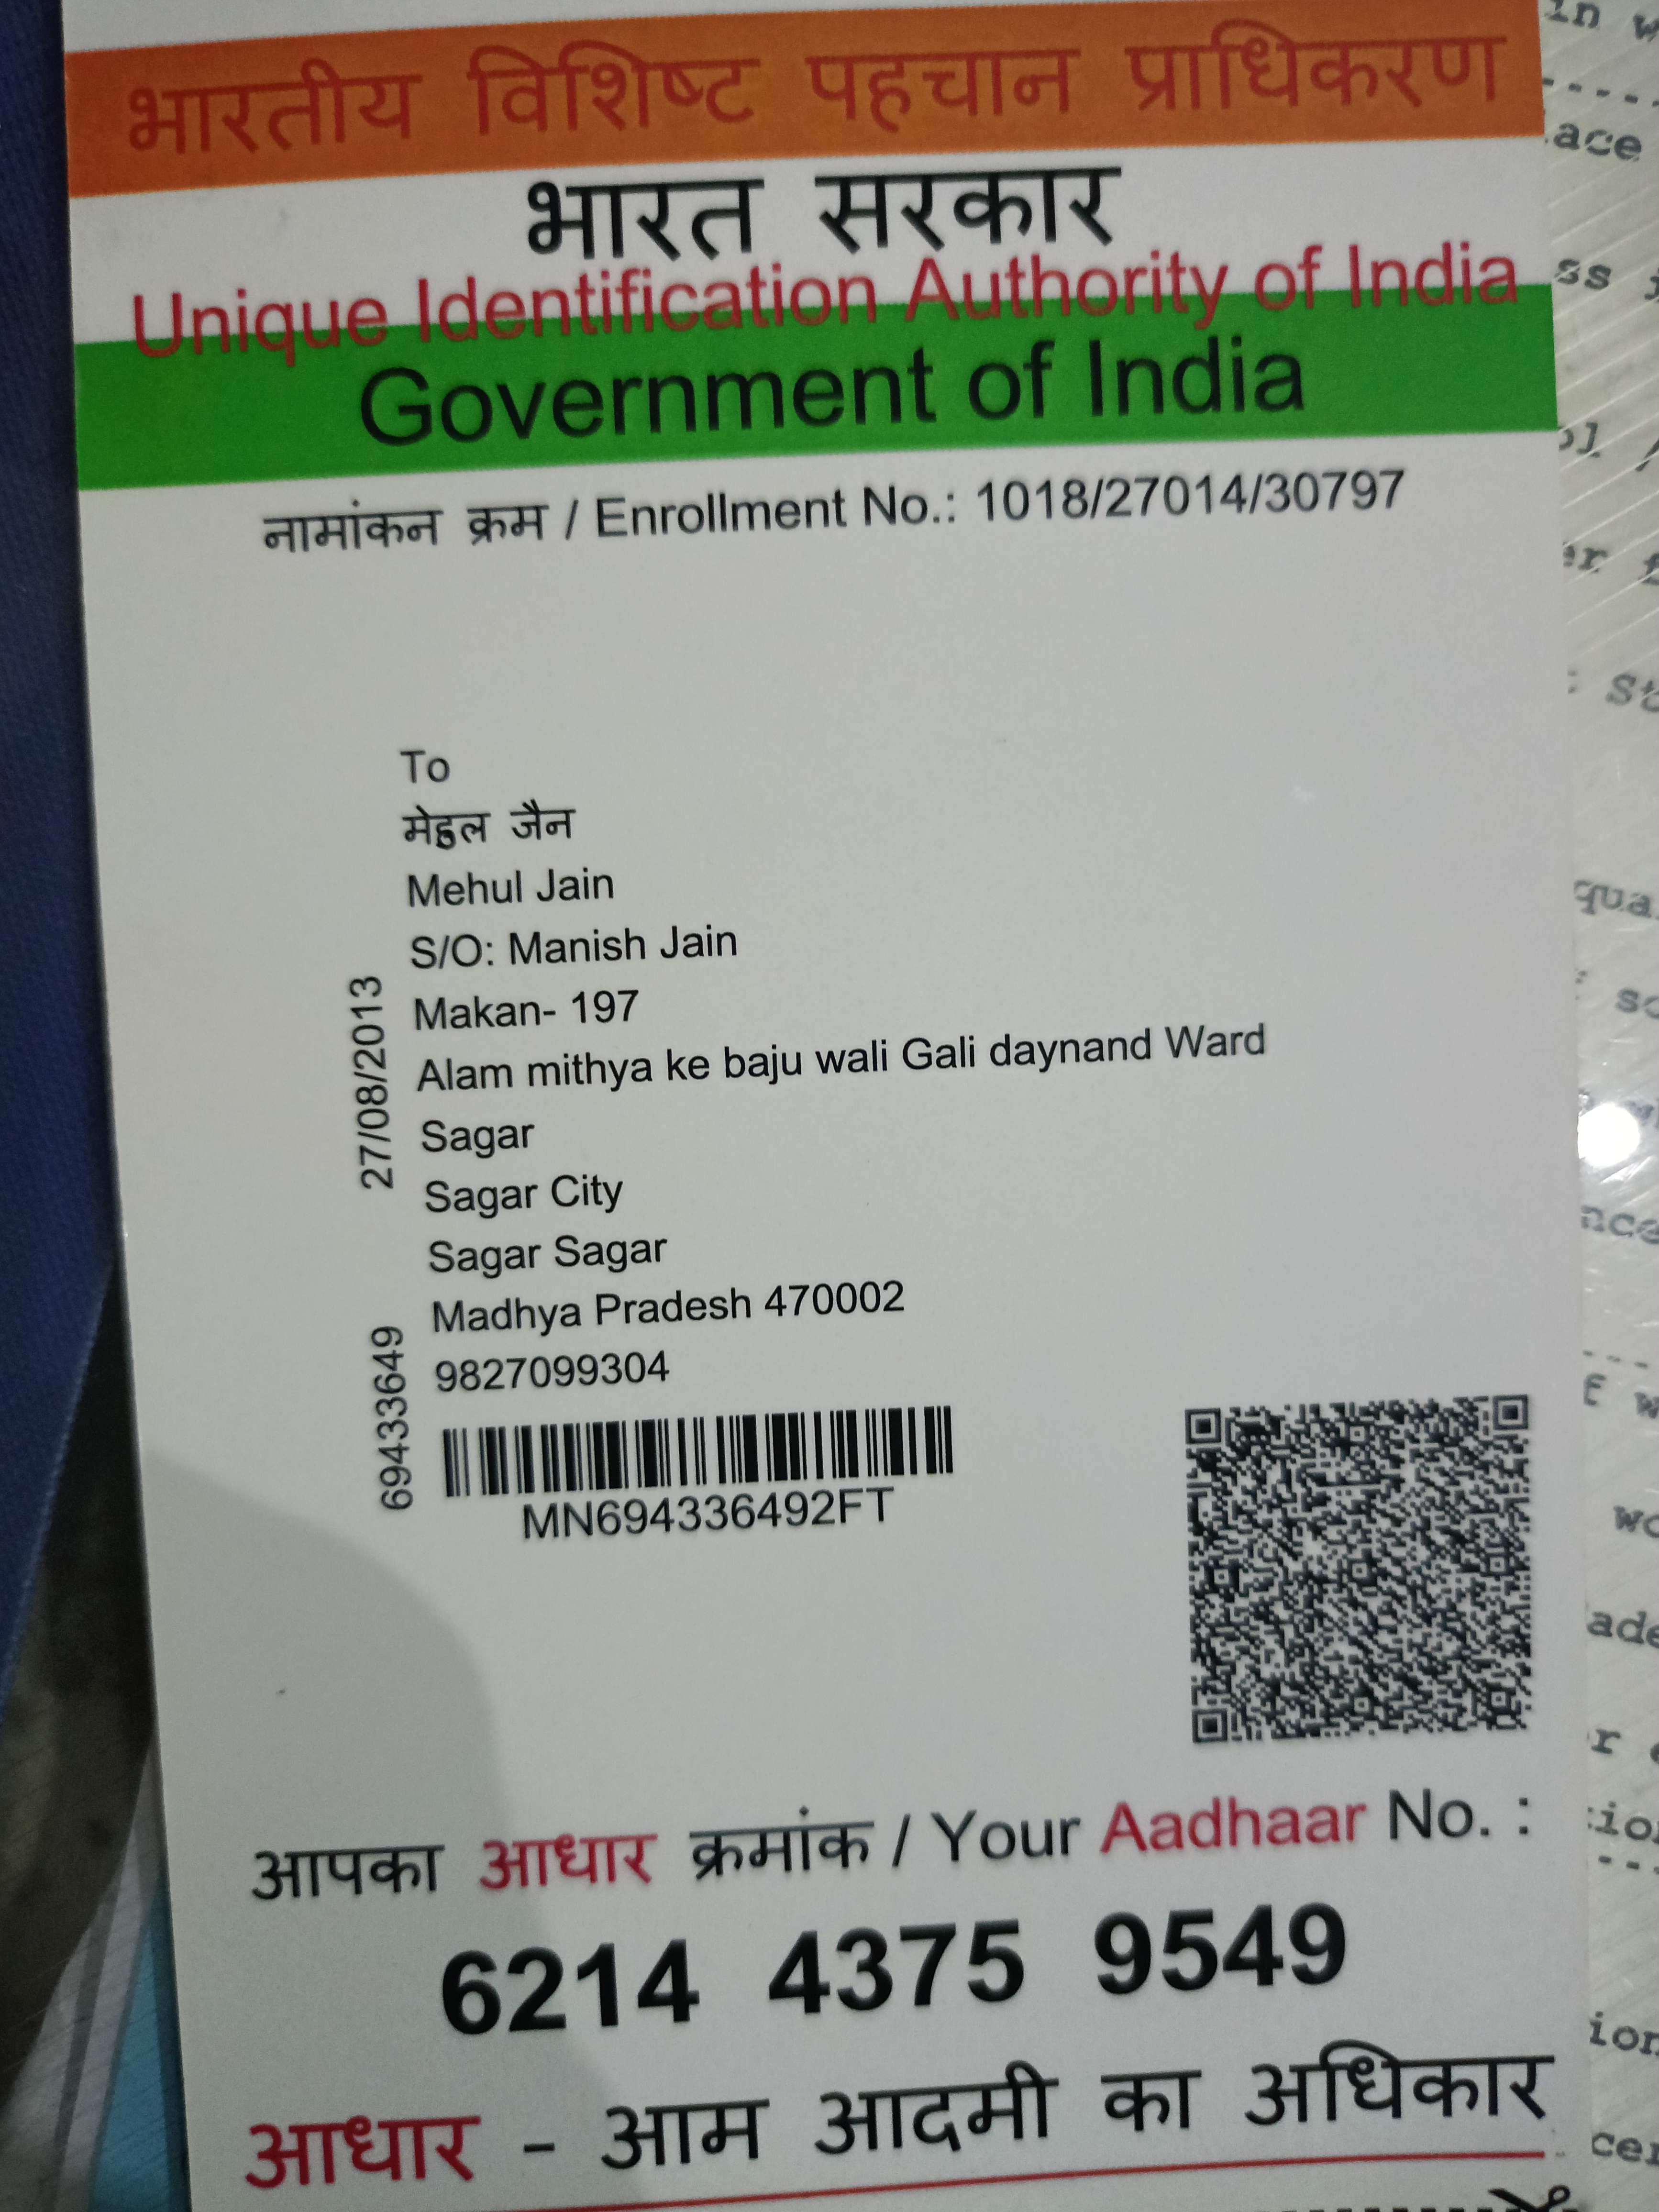 भारतीय विशिष्ट पहचान प्राधिकरण
भारत सरकार
Unique Identification Authority of India
Government of India
नामांकन क्रम / Enrollment No.: 1018/27014/30797
To
मेहुल जैन
Mehul Jain
S/O: Manish Jain
Makan- 197
Alam mithya ke baju wali Gali daynand Ward
Sagar
Sagar City
Sagar Sagar
Madhya Pradesh 470002
9827099304
27/08/2013
69433649
MN694336492FT
आपका आधार क्रमांक / Your Aadhaar No. :
6214 4375 9549
आधार - आम आदमी का अधिकार